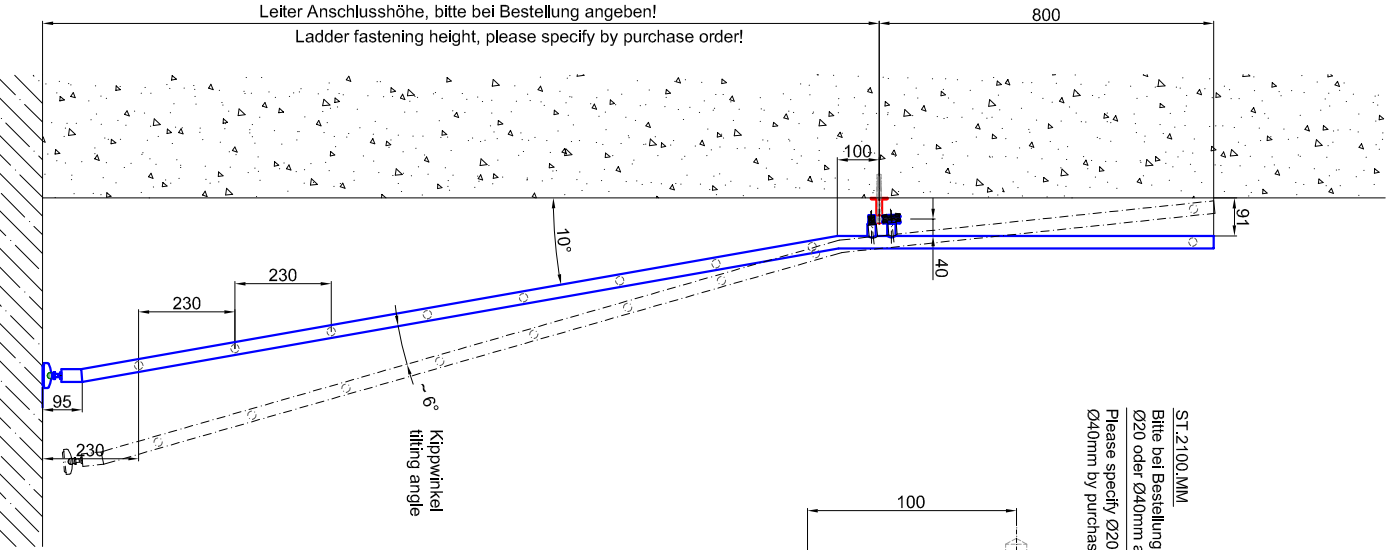 Leiter Anschlusshöhe, bitte bei Bestellung angeben!
Ladder fastening height, please specify by purchase order!
800
100
91
40
10°
230
230
~6°
Kippwinkel
tilting angle
95
230
ST.2100.MM
Bitte bei Bestellung
Ø20 oder Ø40mm a
Please specify Ø20
Ø40mm by purchas
100